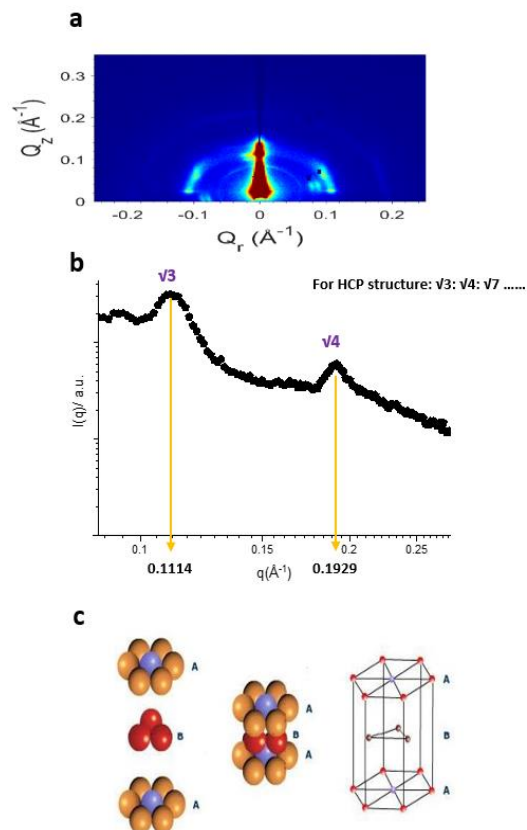 a
Q_z (Å⁻¹)
0.3
0.2
0.1
0
-0.2
-0.1
0
0.1
0.2
Q_r (Å⁻¹)
b
√3
For HCP structure: √3: √4: √7 ......
√4
I(q)/ a.u.
0.1
0.15
0.2
0.25
0.1114
q(Å⁻¹)
0.1929
c
A
B
A
A
B
A
A
B
A